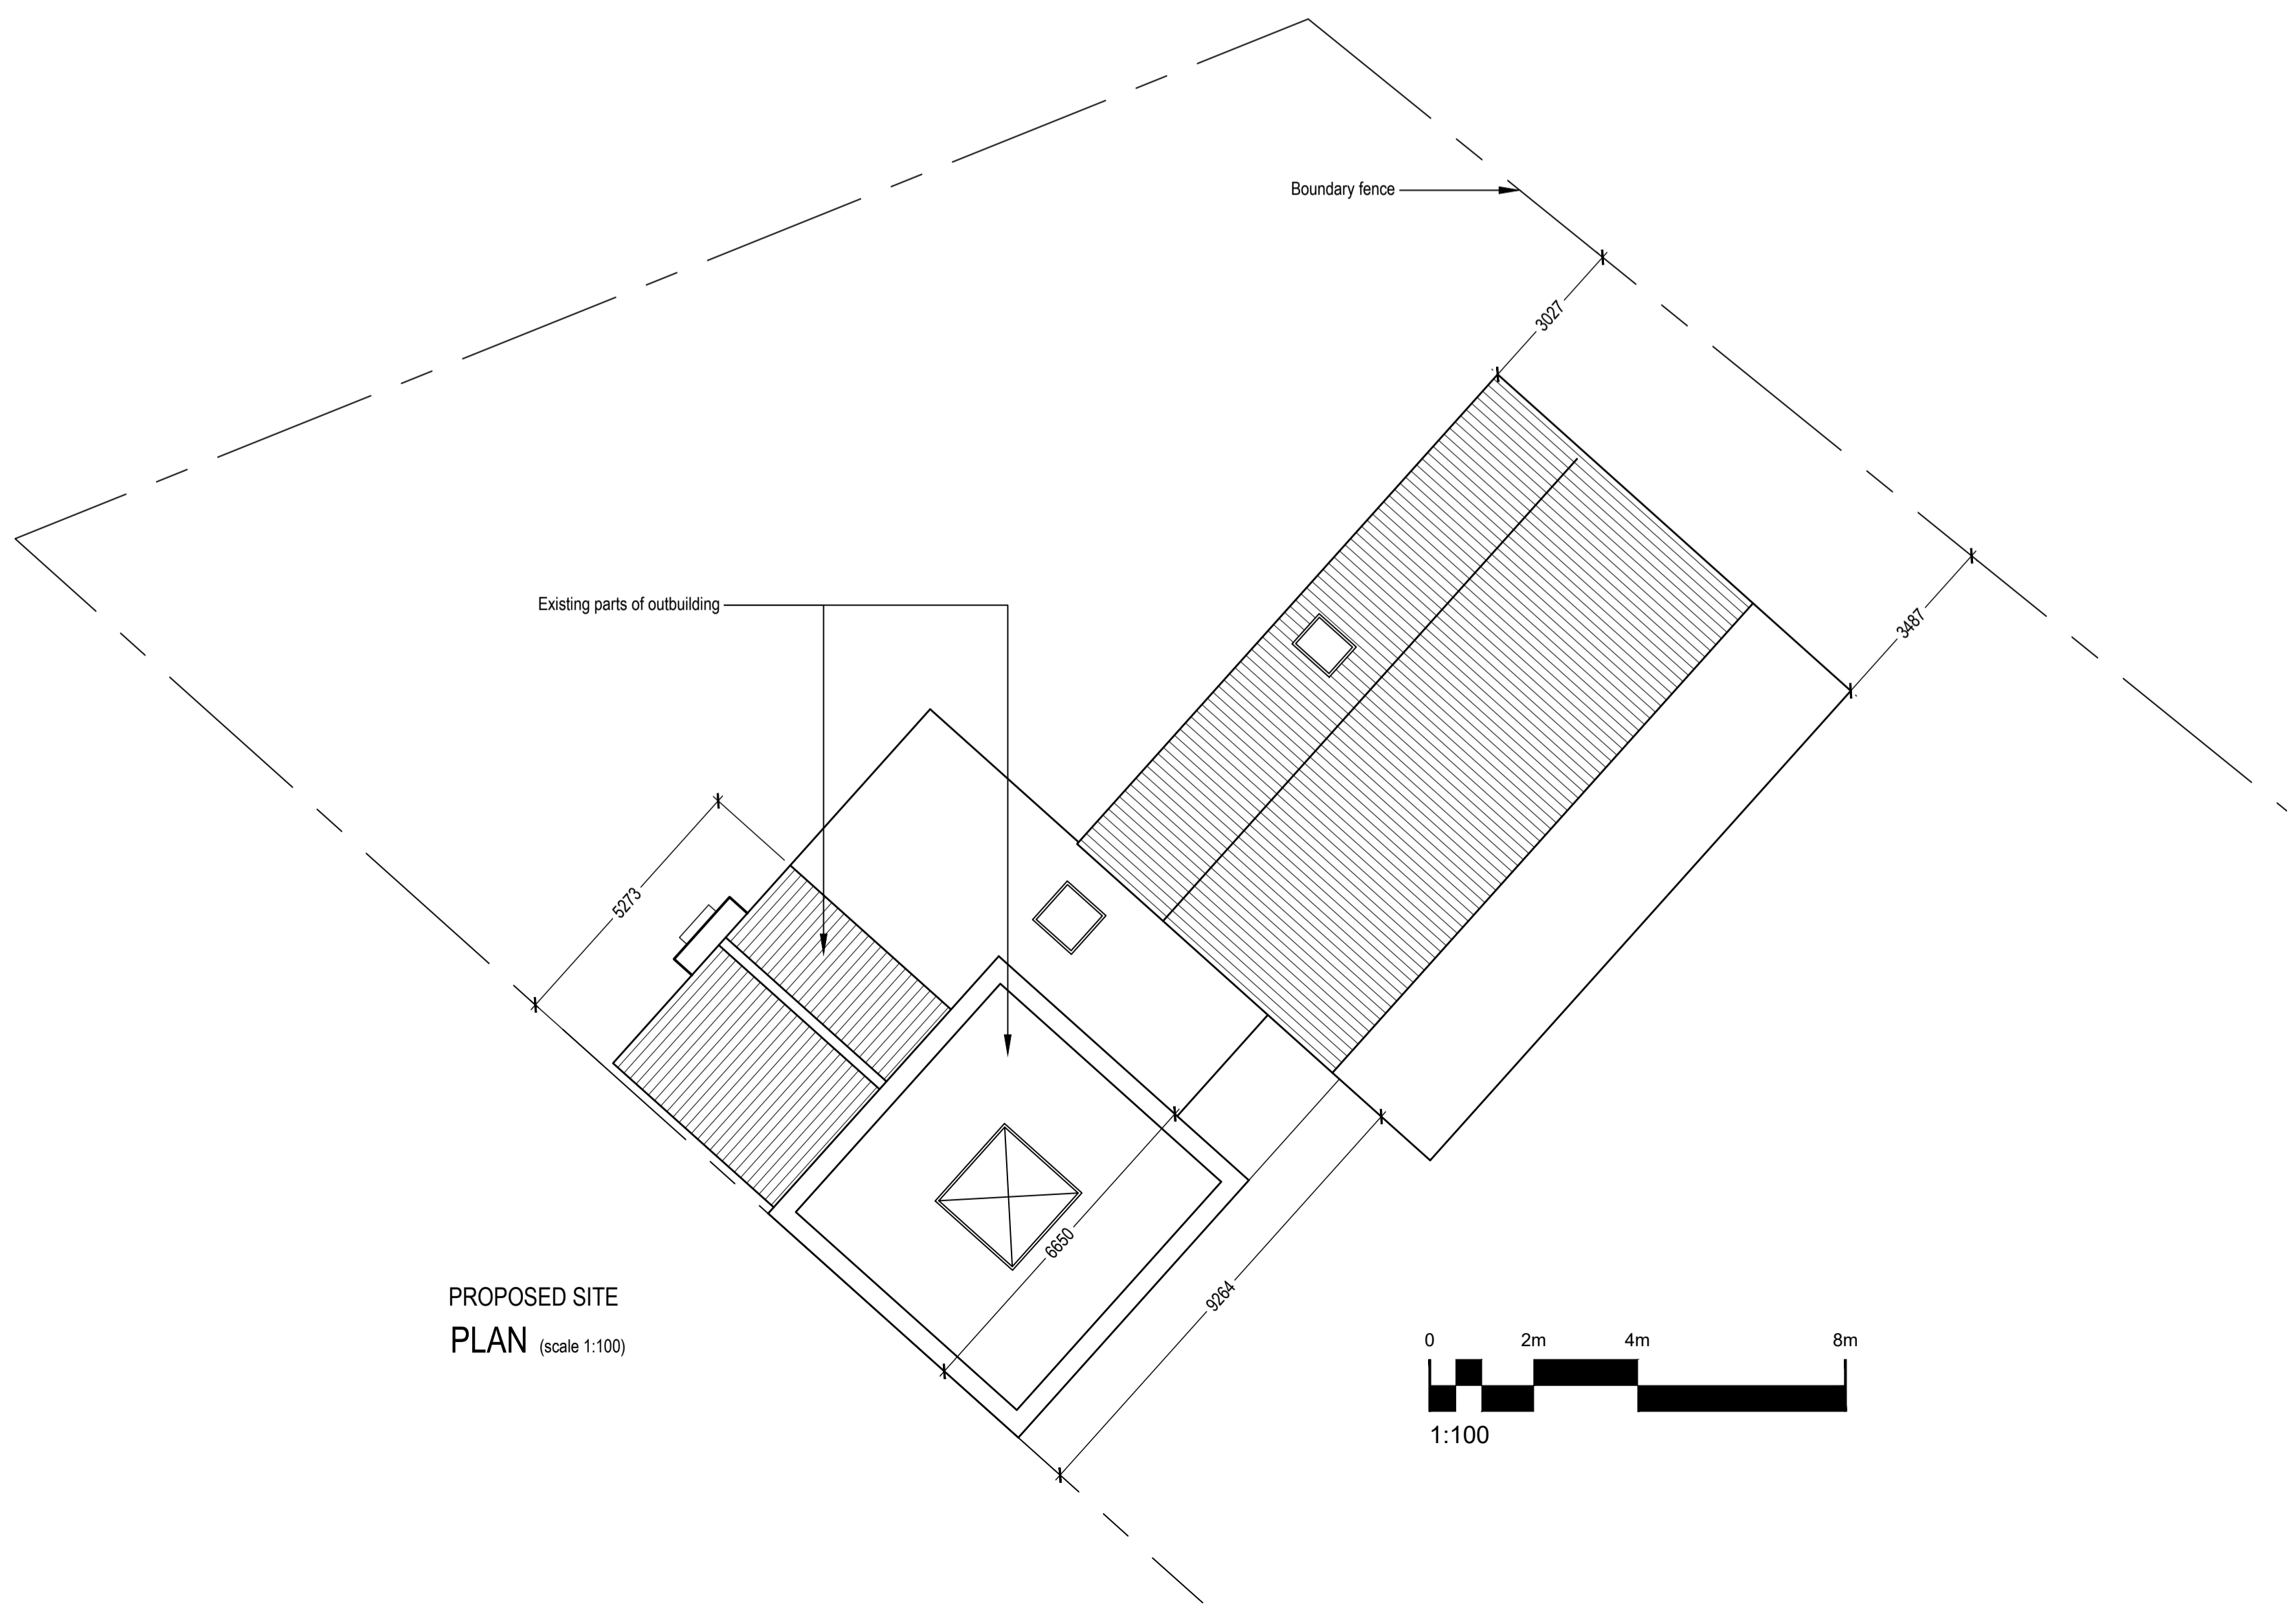 Boundary fence
3027
Existing parts of outbuilding
3487
5273
6650
9264
PROPOSED SITE
PLAN (scale 1:100)
0 2m 4m 8m
1:100